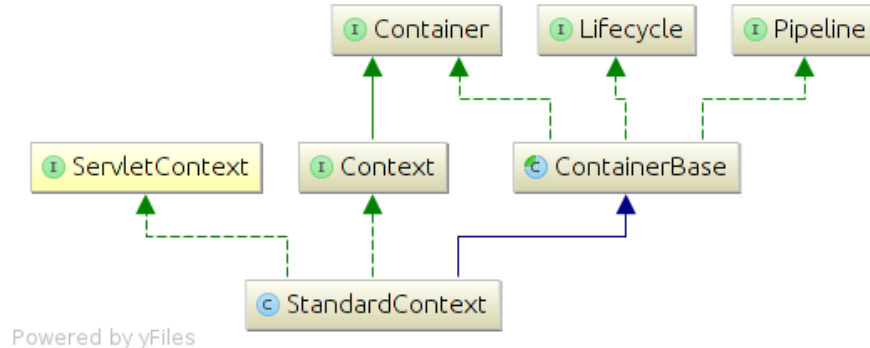 I Container
I Lifecycle
I Pipeline
I ServletContext
I Context
C ContainerBase
C StandardContext
Powered by yFiles